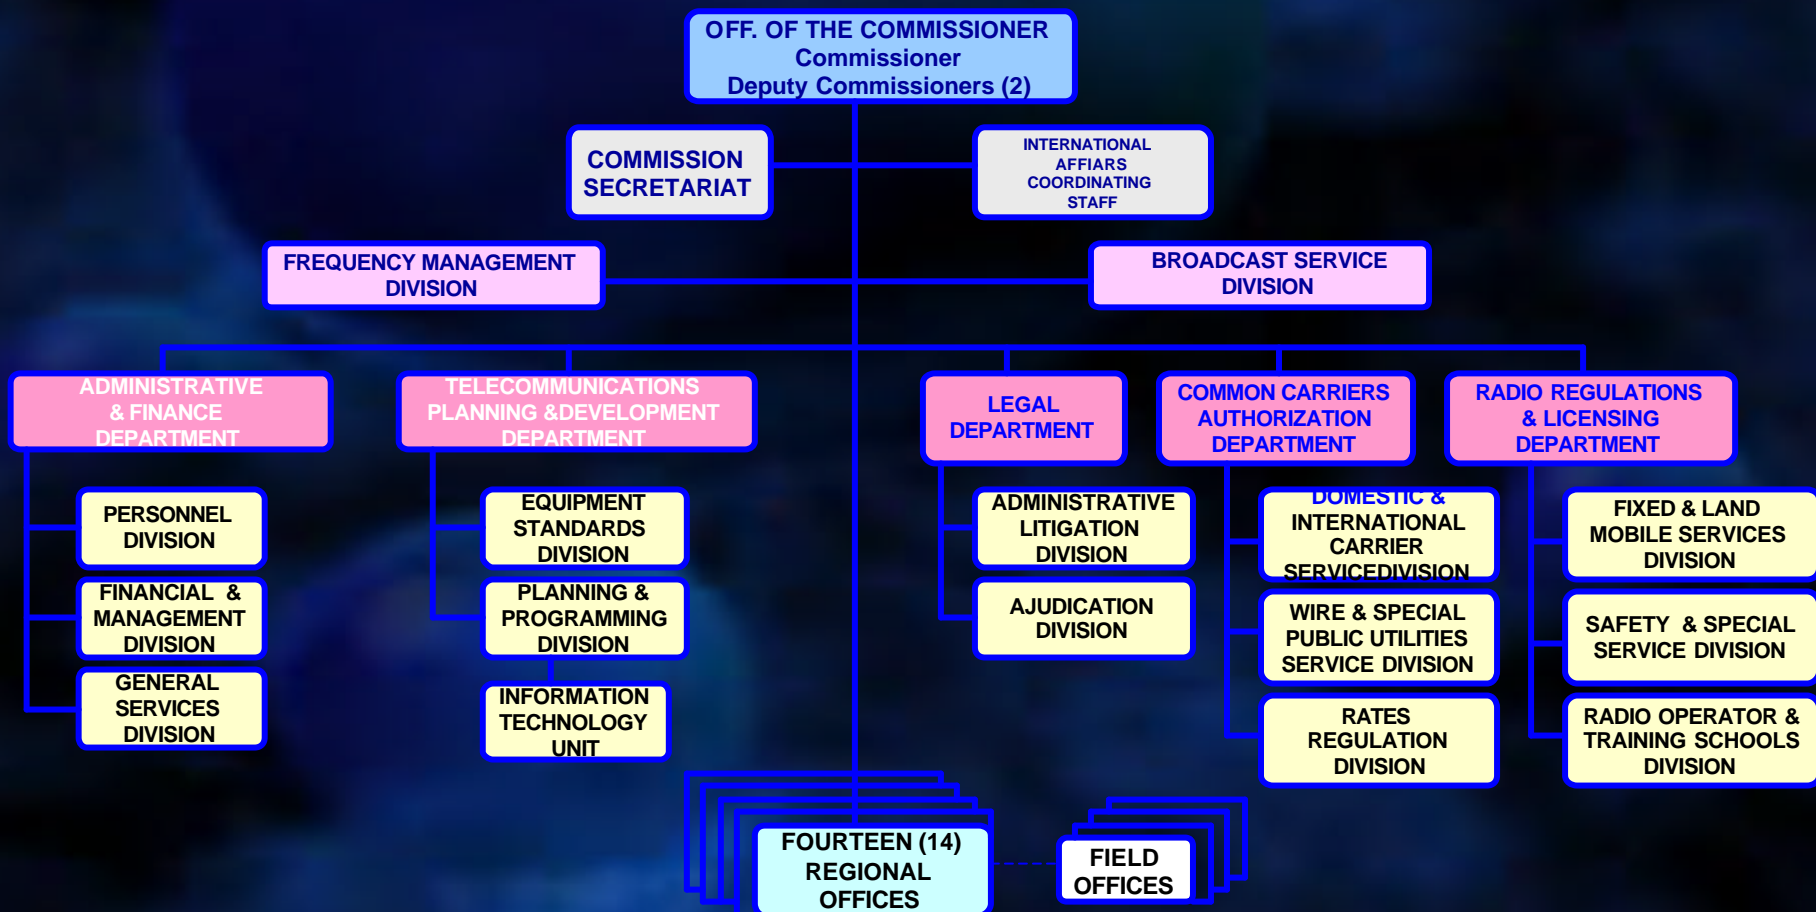 OFF. OF THE COMMISSIONER
Commissioner
Deputy Commissioners (2)
COMMISSION
SECRETARIAT
INTERNATIONAL
AFFIARS
COORDINATING
STAFF
FREQUENCY MANAGEMENT
DIVISION
BROADCAST SERVICE
DIVISION
ADMINISTRATIVE
& FINANCE
DEPARTMENT
TELECOMMUNICATIONS
PLANNING &DEVELOPMENT
DEPARTMENT
LEGAL
DEPARTMENT
COMMON CARRIERS
AUTHORIZATION
DEPARTMENT
RADIO REGULATIONS
& LICENSING
DEPARTMENT
PERSONNEL
DIVISION
FINANCIAL &
MANAGEMENT
DIVISION
GENERAL
SERVICES
DIVISION
EQUIPMENT
STANDARDS
DIVISION
PLANNING &
PROGRAMMING
DIVISION
INFORMATION
TECHNOLOGY
UNIT
ADMINISTRATIVE
LITIGATION
DIVISION
AJUDICATION
DIVISION
DOMESTIC &
INTERNATIONAL
CARRIER
SERVICEDIVISION
WIRE & SPECIAL
PUBLIC UTILITIES
SERVICE DIVISION
RATES
REGULATION
DIVISION
FIXED & LAND
MOBILE SERVICES
DIVISION
SAFETY & SPECIAL
SERVICE DIVISION
RADIO OPERATOR &
TRAINING SCHOOLS
DIVISION
FOURTEEN (14)
REGIONAL
OFFICES
FIELD
OFFICES